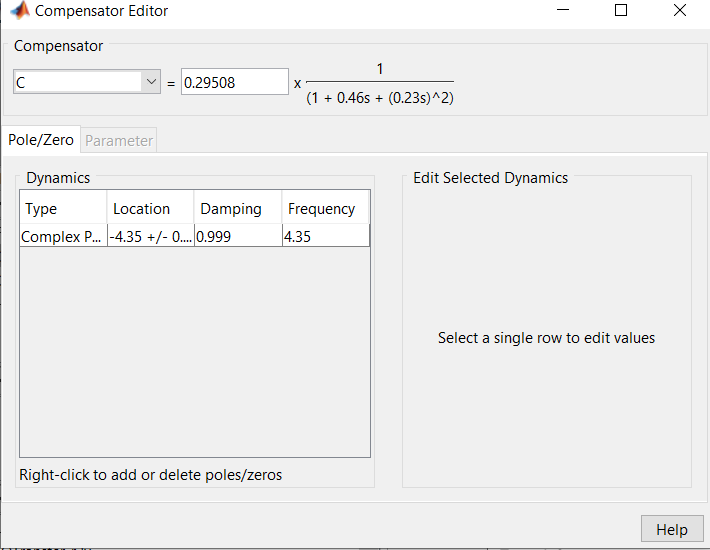 Compensator Editor
Compensator
C = 0.29508 x 1
(1 + 0.46s + (0.23s)^2)
Pole/Zero Parameter
Dynamics
Type Location Damping Frequency
Complex P... -4.35 +/- 0.... 0.999 4.35
Right-click to add or delete poles/zeros
Edit Selected Dynamics
Select a single row to edit values
Help